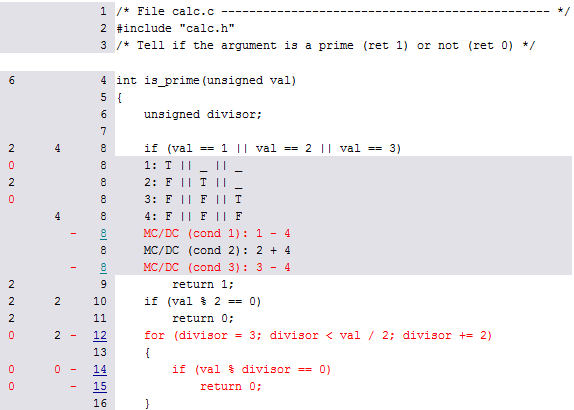 1 /* File calc.c ----------------------------------------------- */
2 #include "calc.h"
3 /* Tell if the argument is a prime (ret 1) or not (ret 0) */
6 4 int is_prime(unsigned val)
5 {
6 unsigned divisor;
7
2 4 8 if (val == 1 || val == 2 || val == 3)
0 8 1: T || _ || _
2 8 2: F || T || _
0 8 3: F || F || T
4 8 4: F || F || F
- 8 MC/DC (cond 1): 1 - 4
8 MC/DC (cond 2): 2 + 4
- 8 MC/DC (cond 3): 3 - 4
2 9 return 1;
2 2 10 if (val % 2 == 0)
2 11 return 0;
0 2 - 12 for (divisor = 3; divisor < val / 2; divisor += 2)
13 {
0 0 - 14 if (val % divisor == 0)
0 - 15 return 0;
16 }